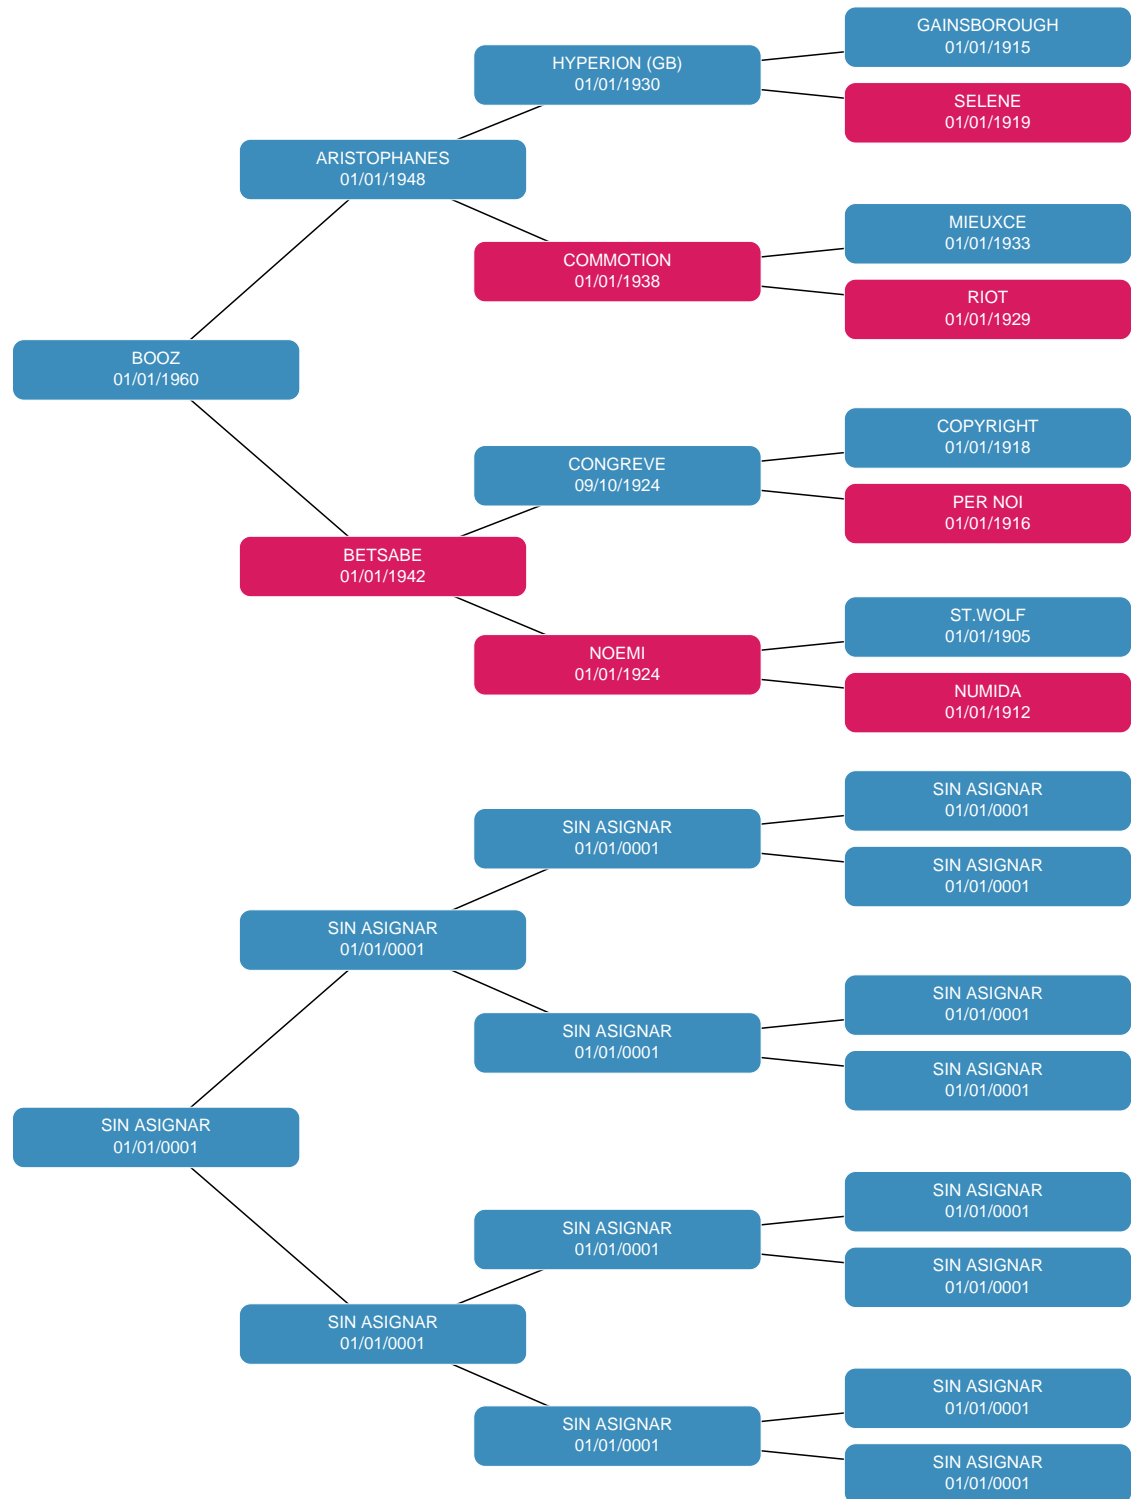 GAINSBOROUGH
01/01/1915
HYPERION (GB)
01/01/1930
SELENE
01/01/1919
ARISTOPHANES
01/01/1948
MIEUXCE
01/01/1933
COMMOTION
01/01/1938
RIOT
01/01/1929
BOOZ
01/01/1960
COPYRIGHT
01/01/1918
CONGREVE
09/10/1924
PER NOI
01/01/1916
BETSABE
01/01/1942
ST.WOLF
01/01/1905
NOEMI
01/01/1924
NUMIDA
01/01/1912
SIN ASIGNAR
01/01/0001
SIN ASIGNAR
01/01/0001
SIN ASIGNAR
01/01/0001
SIN ASIGNAR
01/01/0001
SIN ASIGNAR
01/01/0001
SIN ASIGNAR
01/01/0001
SIN ASIGNAR
01/01/0001
SIN ASIGNAR
01/01/0001
SIN ASIGNAR
01/01/0001
SIN ASIGNAR
01/01/0001
SIN ASIGNAR
01/01/0001
SIN ASIGNAR
01/01/0001
SIN ASIGNAR
01/01/0001
SIN ASIGNAR
01/01/0001
SIN ASIGNAR
01/01/0001